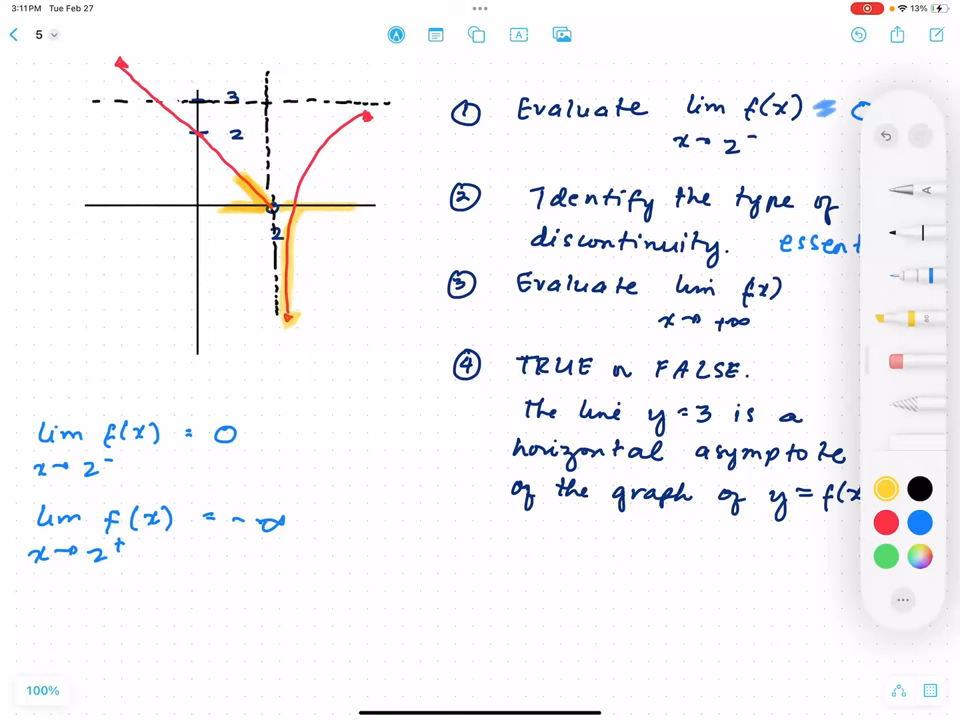 3:11 PM Tue Feb 27
13%
5
3
2
2
① Evaluate lim f(x) =
x → 2⁻
② Identify the type of
discontinuity. essent
③ Evaluate lim f(x)
x → +∞
④ TRUE or FALSE.
The line y = 3 is a
horizontal asymptote
of the graph of y = f(x
lim f(x) = 0
x → 2⁻
lim f(x) = -∞
x → 2⁺
A
80
100%